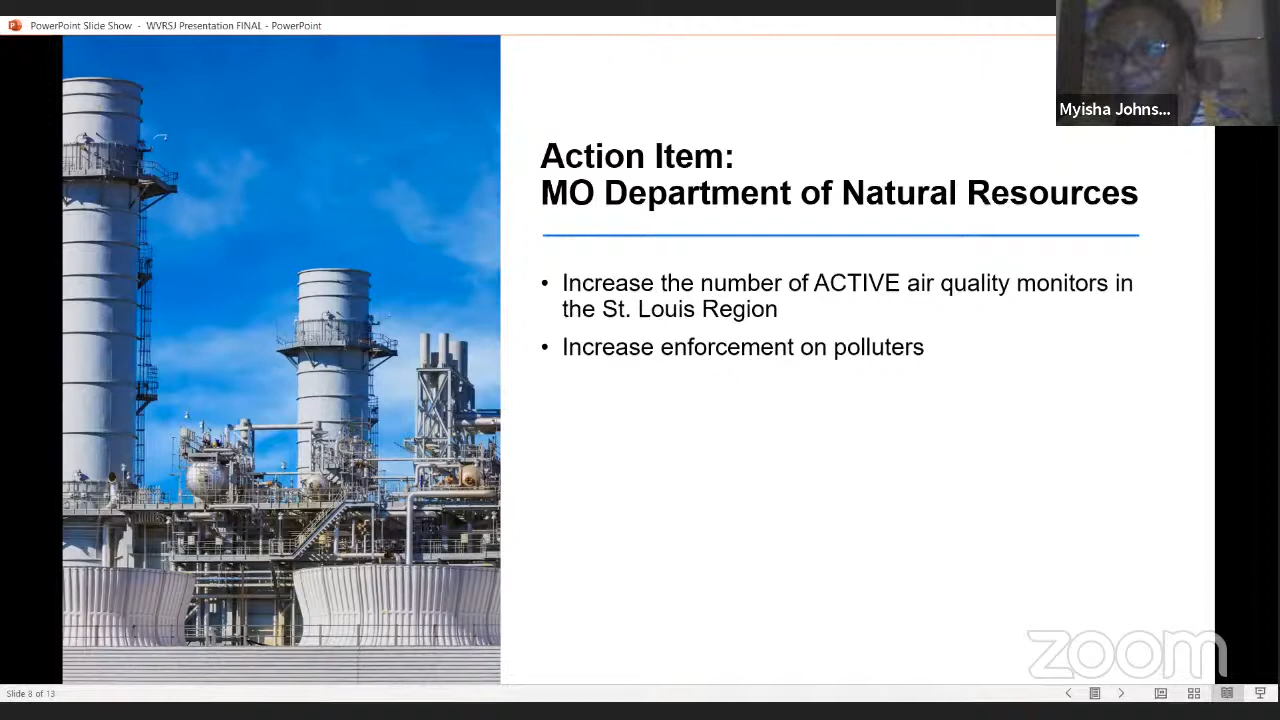 PowerPoint Slide Show - WVRSJ Presentation FINAL - PowerPoint
Myisha Johns...
Action Item:
MO Department of Natural Resources
• Increase the number of ACTIVE air quality monitors in
the St. Louis Region
• Increase enforcement on polluters
zoom
Slide 8 of 13